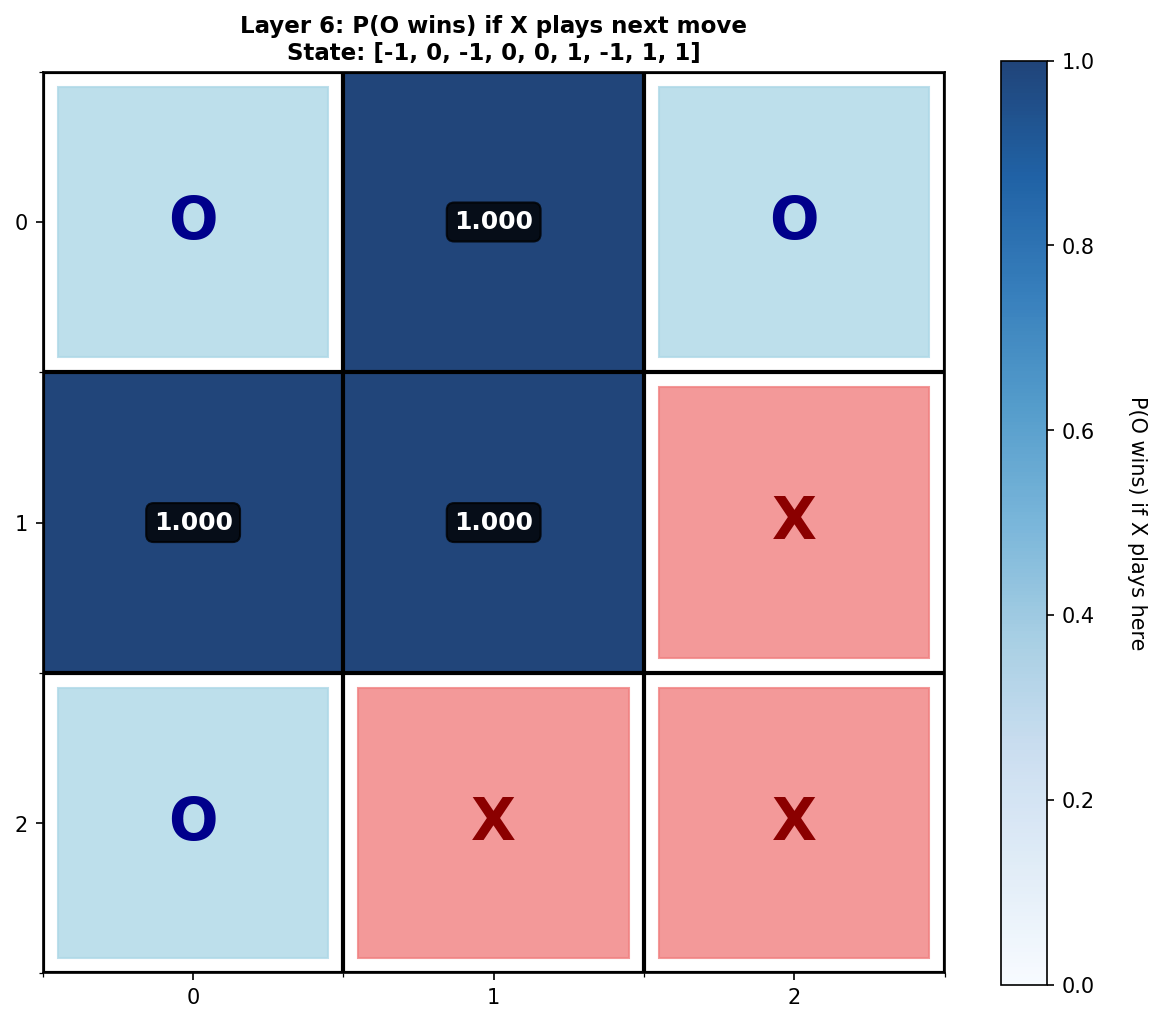 Layer 6: P(O wins) if X plays next move
State: [-1, 0, -1, 0, 0, 1, -1, 1, 1]
0
O
1.000
O
1
1.000
1.000
X
2
O
X
X
0
1
2
1.0
0.8
0.6
0.4
0.2
0.0
P(O wins) if X plays here